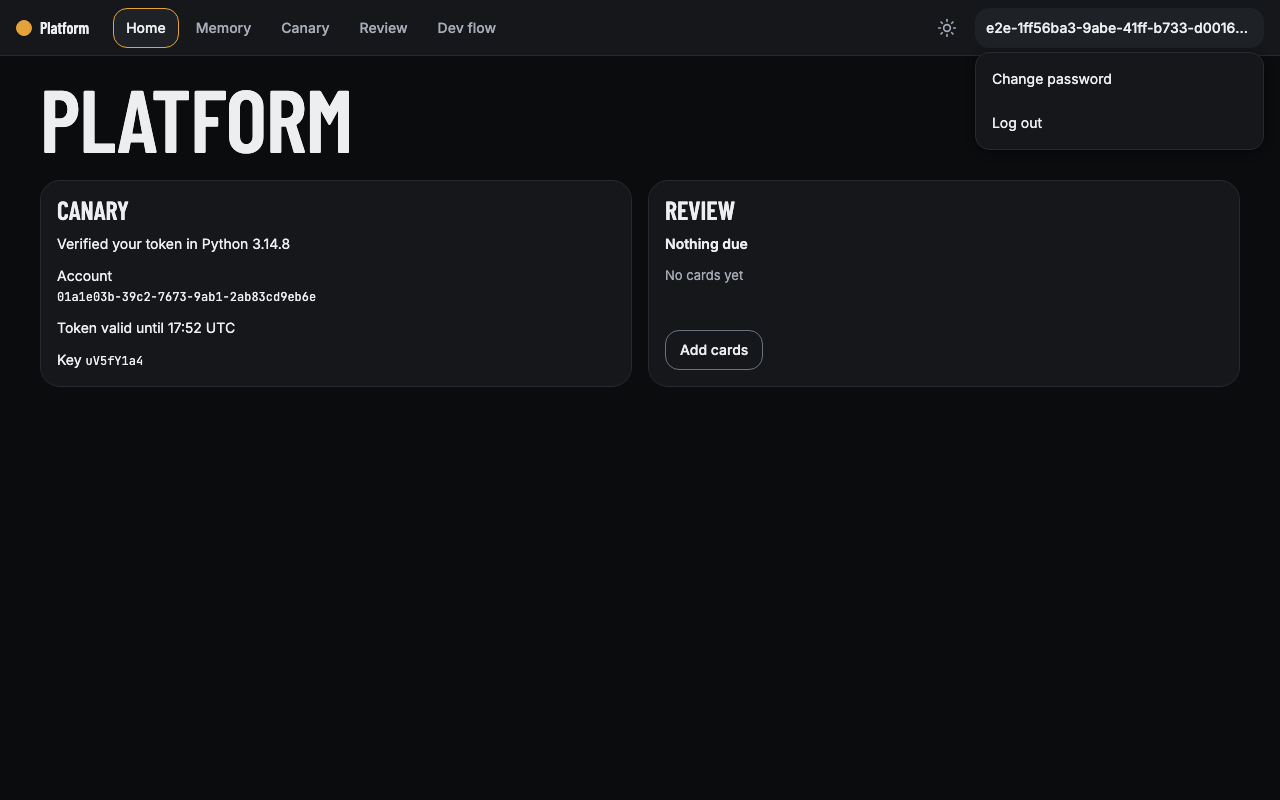 Platform
Home
Memory
Canary
Review
Dev flow
e2e-1ff56ba3-9abe-41ff-b733-d0016...
Change password
Log out
PLATFORM
CANARY
Verified your token in Python 3.14.8
Account
01a1e03b-39c2-7673-9ab1-2ab83cd9eb6e
Token valid until 17:52 UTC
Key uV5fY1a4
REVIEW
Nothing due
No cards yet
Add cards